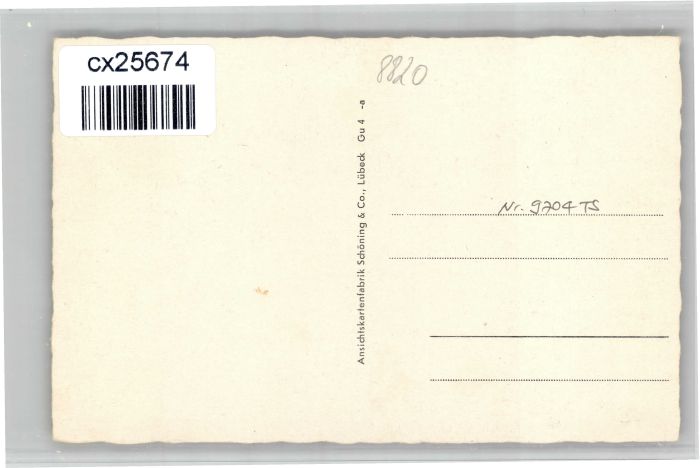 cx25674
8820
Ansichtskartenfabrik Schöning & Co., Lübeck Gu 4 -a
Nr. 9704 TS